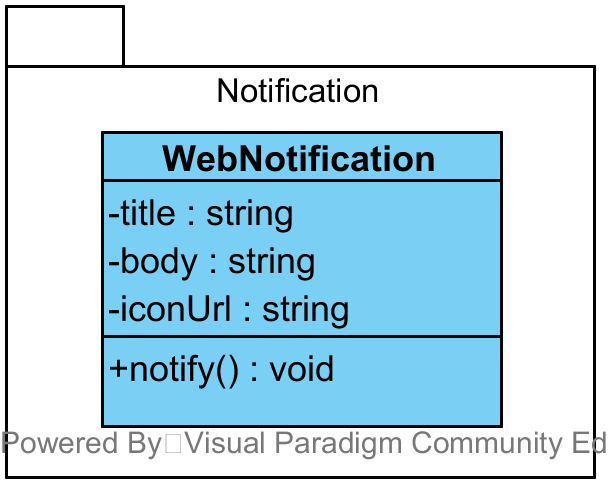 Notification
WebNotification
-title : string
-body : string
-iconUrl : string
+notify() : void
Powered By Visual Paradigm Community Ed